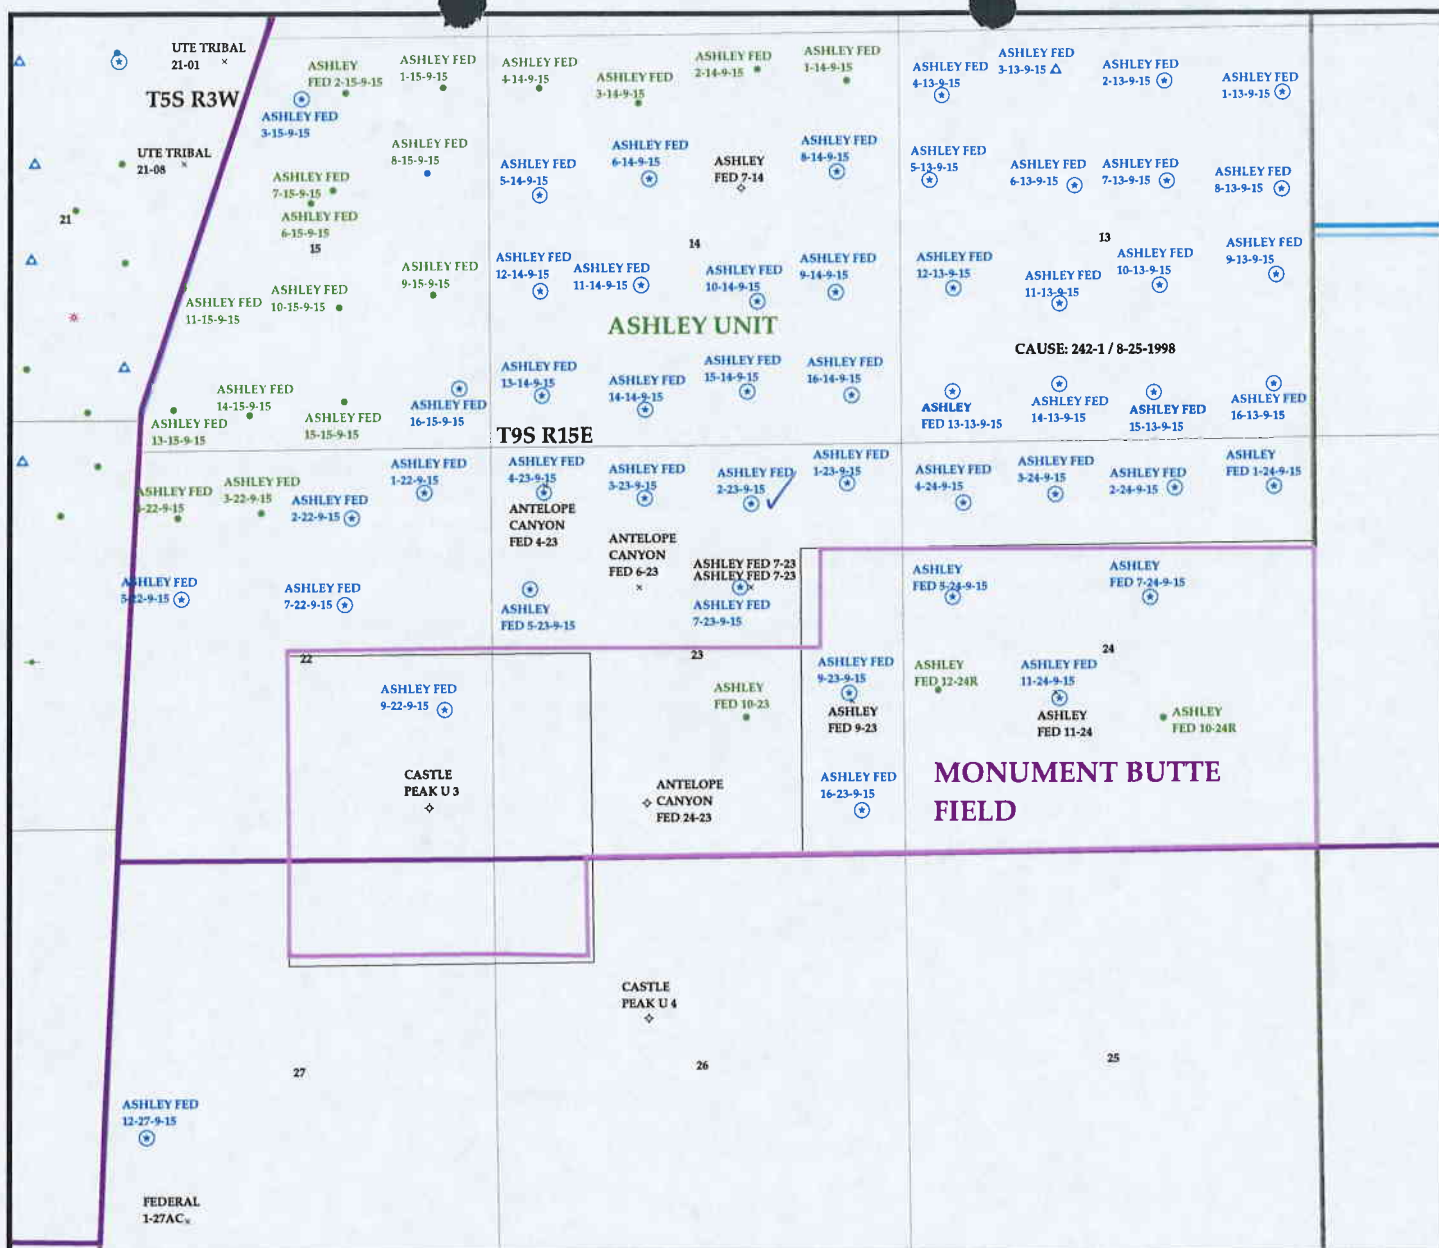 UTE TRIBAL
21-01
T5S R3W
UTE TRIBAL
21-08
21
ASHLEY
FED 2-15-9-15
ASHLEY FED
1-15-9-15
ASHLEY FED
3-15-9-15
ASHLEY FED
8-15-9-15
ASHLEY FED
7-15-9-15
ASHLEY FED
6-15-9-15
15
ASHLEY FED
9-15-9-15
ASHLEY FED
10-15-9-15
ASHLEY FED
11-15-9-15
ASHLEY FED
14-15-9-15
ASHLEY FED
13-15-9-15
ASHLEY FED
15-15-9-15
ASHLEY FED
16-15-9-15
ASHLEY FED
4-14-9-15
ASHLEY FED
3-14-9-15
ASHLEY FED
2-14-9-15
ASHLEY FED
1-14-9-15
ASHLEY FED
5-14-9-15
ASHLEY FED
6-14-9-15
ASHLEY
FED 7-14
ASHLEY FED
8-14-9-15
14
ASHLEY FED
12-14-9-15
ASHLEY FED
11-14-9-15
ASHLEY FED
10-14-9-15
ASHLEY FED
9-14-9-15
ASHLEY UNIT
ASHLEY FED
13-14-9-15
ASHLEY FED
14-14-9-15
ASHLEY FED
15-14-9-15
ASHLEY FED
16-14-9-15
T9S R15E
ASHLEY FED
4-13-9-15
ASHLEY FED
3-13-9-15
ASHLEY FED
2-13-9-15
ASHLEY FED
1-13-9-15
ASHLEY FED
5-13-9-15
ASHLEY FED
6-13-9-15
ASHLEY FED
7-13-9-15
ASHLEY FED
8-13-9-15
13
ASHLEY FED
12-13-9-15
ASHLEY FED
11-13-9-15
ASHLEY FED
10-13-9-15
ASHLEY FED
9-13-9-15
CAUSE: 242-1 / 8-25-1998
ASHLEY
FED 13-13-9-15
ASHLEY FED
14-13-9-15
ASHLEY FED
15-13-9-15
ASHLEY FED
16-13-9-15
ASHLEY FED
-22-9-15
ASHLEY FED
3-22-9-15
ASHLEY FED
2-22-9-15
ASHLEY FED
1-22-9-15
ASHLEY FED
5-22-9-15
ASHLEY FED
7-22-9-15
22
ASHLEY FED
9-22-9-15
CASTLE
PEAK U 3
ASHLEY FED
4-23-9-15
ANTELOPE
CANYON
FED 4-23
ASHLEY FED
3-23-9-15
ANTELOPE
CANYON
FED 6-23
ASHLEY FED
2-23-9-15
ASHLEY FED
1-23-9-15
ASHLEY FED 7-23
ASHLEY FED 7-23
ASHLEY FED
7-23-9-15
ASHLEY
FED 5-23-9-15
23
ASHLEY
FED 10-23
ASHLEY FED
9-23-9-15
ASHLEY
FED 9-23
ANTELOPE
CANYON
FED 24-23
ASHLEY FED
16-23-9-15
ASHLEY FED
4-24-9-15
ASHLEY FED
3-24-9-15
ASHLEY FED
2-24-9-15
ASHLEY
FED 1-24-9-15
ASHLEY
FED 5-24-9-15
ASHLEY
FED 7-24-9-15
24
ASHLEY
FED 12-24R
ASHLEY FED
11-24-9-15
ASHLEY
FED 11-24
ASHLEY
FED 10-24R
MONUMENT BUTTE
FIELD
CASTLE
PEAK U 4
27
26
25
ASHLEY FED
12-27-9-15
FEDERAL
1-27AC